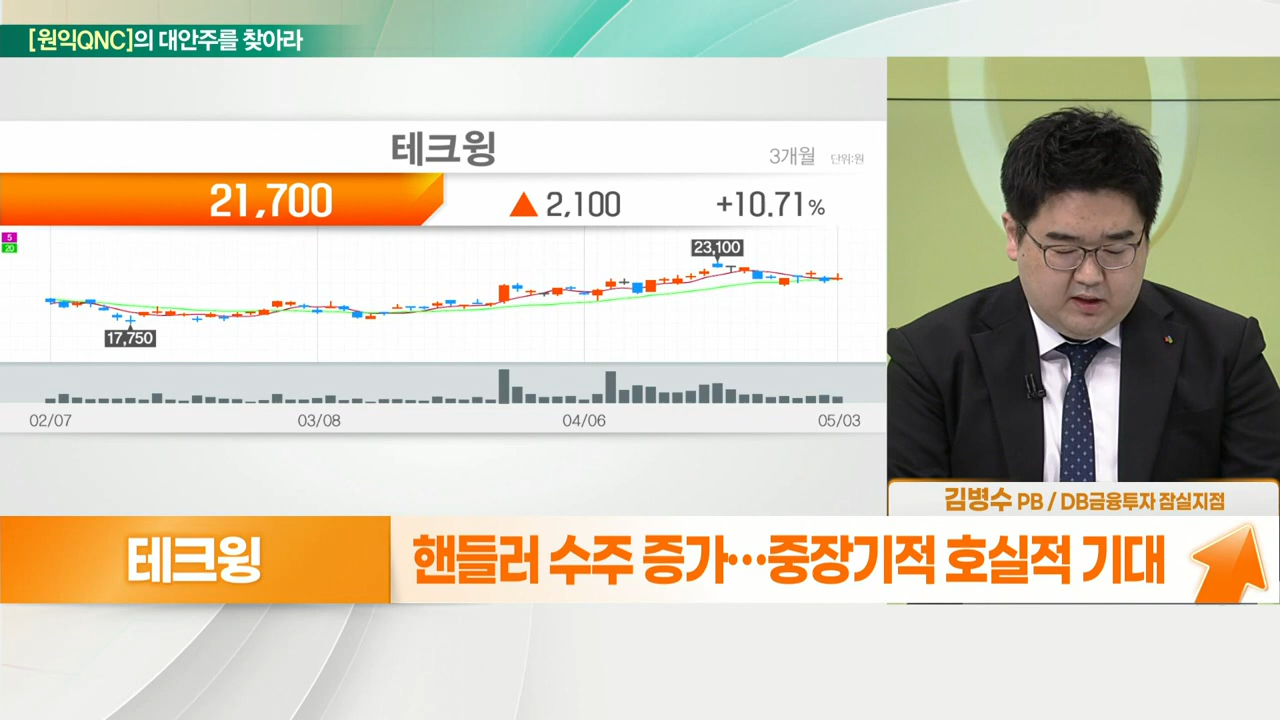 [원익QNC]의 대안주를 찾아라
테크윙
3개월 단위:원
21,700 ▲ 2,100 +10.71%
5
20
23,100
17,750
02/07 03/08 04/06 05/03
김병수 PB / DB금융투자 잠실지점
테크윙
핸들러 수주 증가…중장기적 호실적 기대